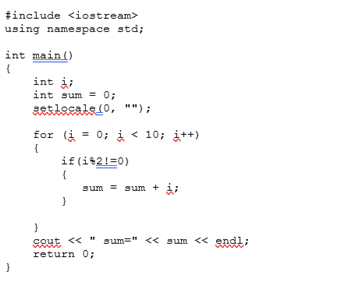 #include <iostream>
using namespace std;

int main()
{
    int i;
    int sum = 0;
    setlocale(0, "");

    for (i = 0; i < 10; i++)
    {
        if(i%2!=0)
        {
           sum = sum + i;
        }

    }
    cout << " sum=" << sum << endl;
    return 0;
}